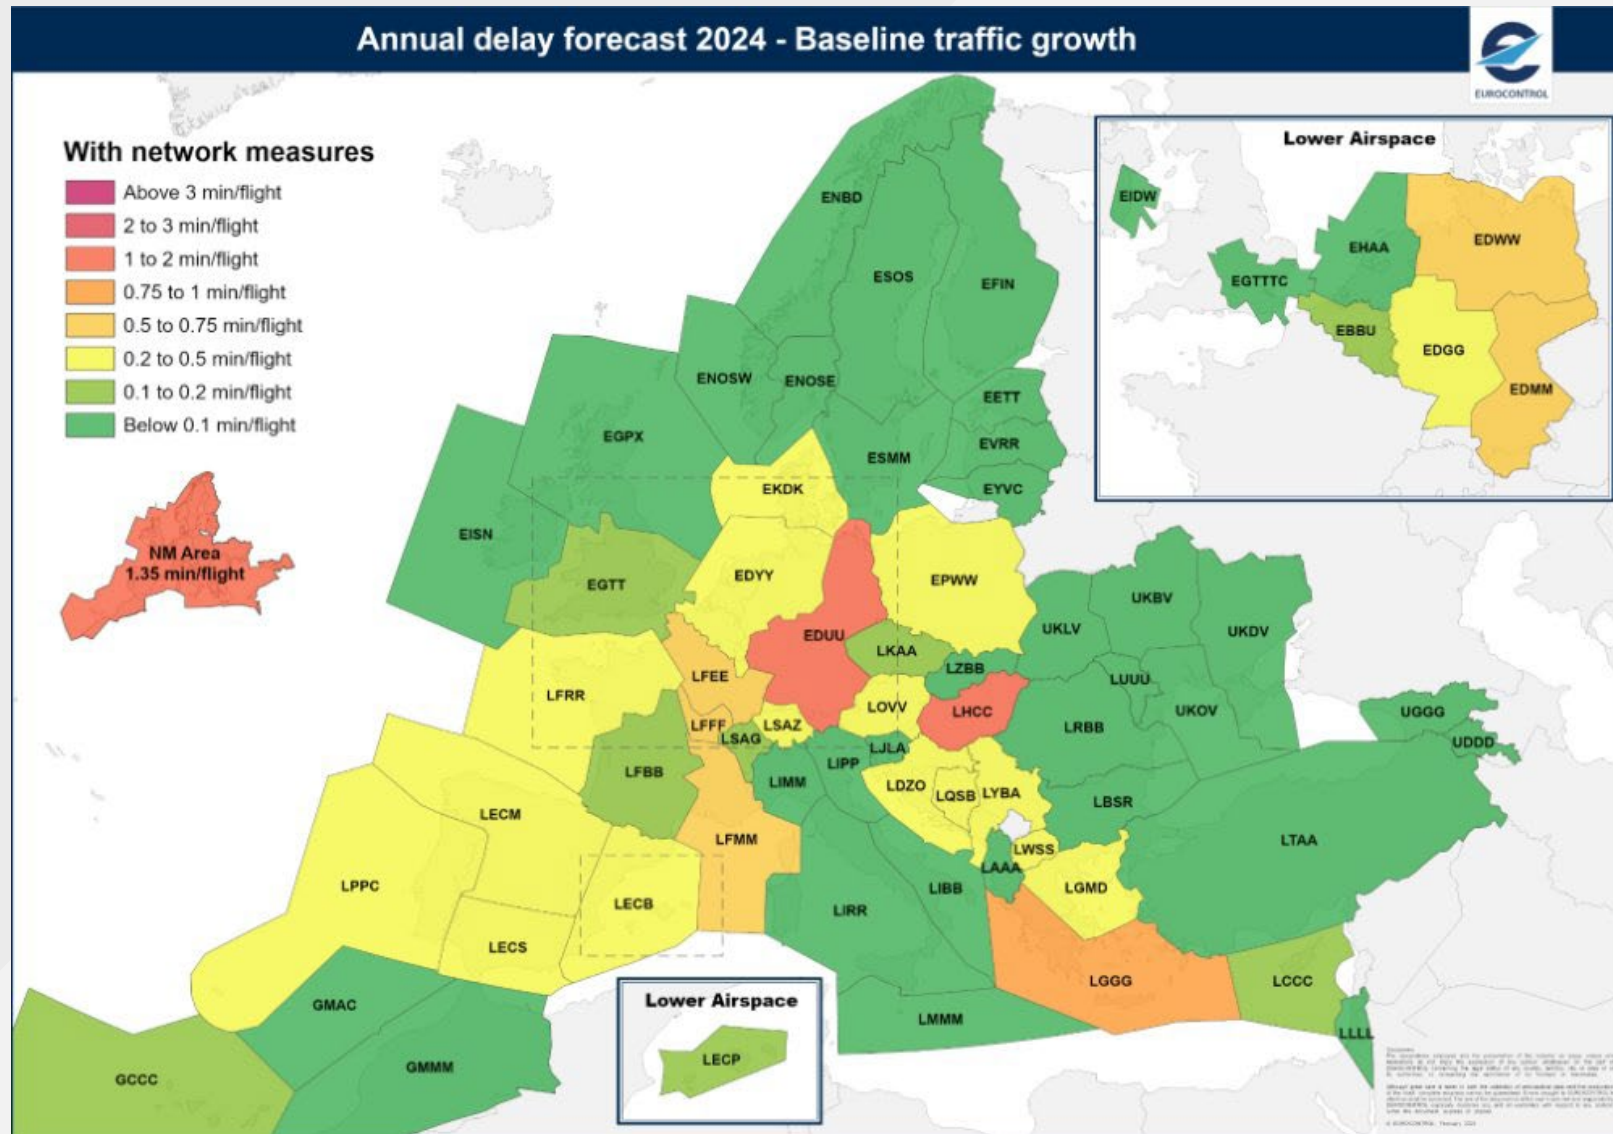 Annual delay forecast 2024 - Baseline traffic growth
EUROCONTROL
With network measures
Above 3 min/flight
2 to 3 min/flight
1 to 2 min/flight
0.75 to 1 min/flight
0.5 to 0.75 min/flight
0.2 to 0.5 min/flight
0.1 to 0.2 min/flight
Below 0.1 min/flight
NM Area
1.35 min/flight
Lower Airspace
EIDW
EHAA
EDWW
EGTTTC
EBBU
EDGG
EDMM
ENBD
ESOS
EFIN
ENOSW
ENOSE
EETT
EGPX
EVRR
ESMM
EKDK
EYVC
EISN
EGTT
EDYY
EPWW
UKBV
UKLV
UKDV
EDUU
LKAA
LZBB
LFEE
LUUU
LFRR
LOVV
LHCC
UKOV
UGGG
LFFF
LSAZ
LSAG
LRBB
UDDD
LJLA
LIPP
LFBB
LIMM
LDZO
LQSB
LYBA
LBSR
LECM
LFMM
LWSS
LTAA
LAAA
LPPC
LIBB
LGMD
LECB
LIRR
LECS
LGGG
LCCC
GMAC
LMMM
LLLL
GMMM
GCCC
Lower Airspace
LECP